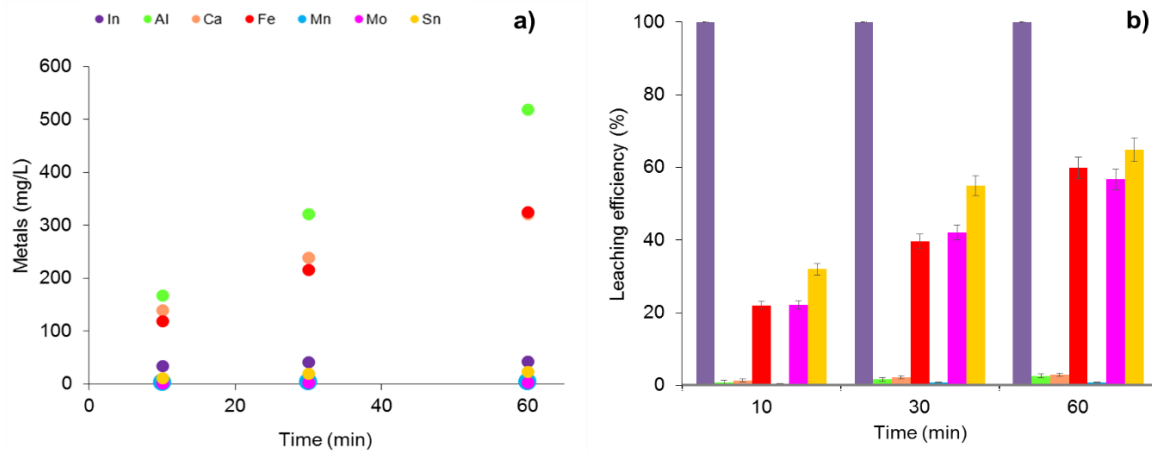 In Al Ca Fe Mn Mo Sn
a)
600
500
400
300
200
100
0
0 20 40 60
Metals (mg/L)
Time (min)
b)
100
80
60
40
20
0
10 30 60
Leaching efficiency (%)
Time (min)